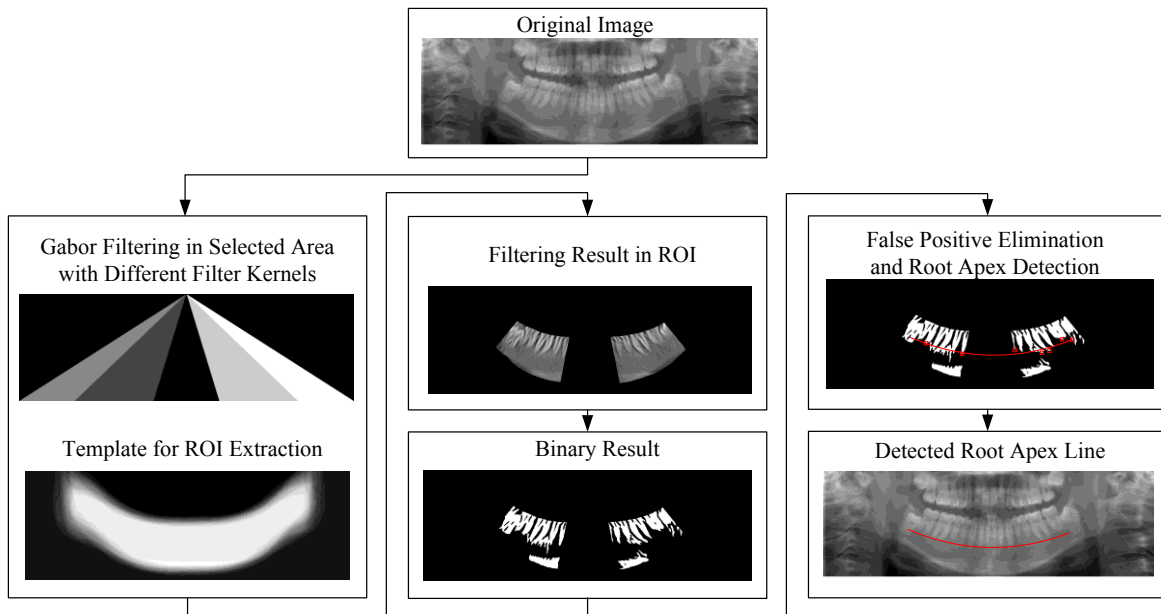 Original Image
Gabor Filtering in Selected Area
with Different Filter Kernels
Template for ROI Extraction
Filtering Result in ROI
Binary Result
False Positive Elimination
and Root Apex Detection
Detected Root Apex Line